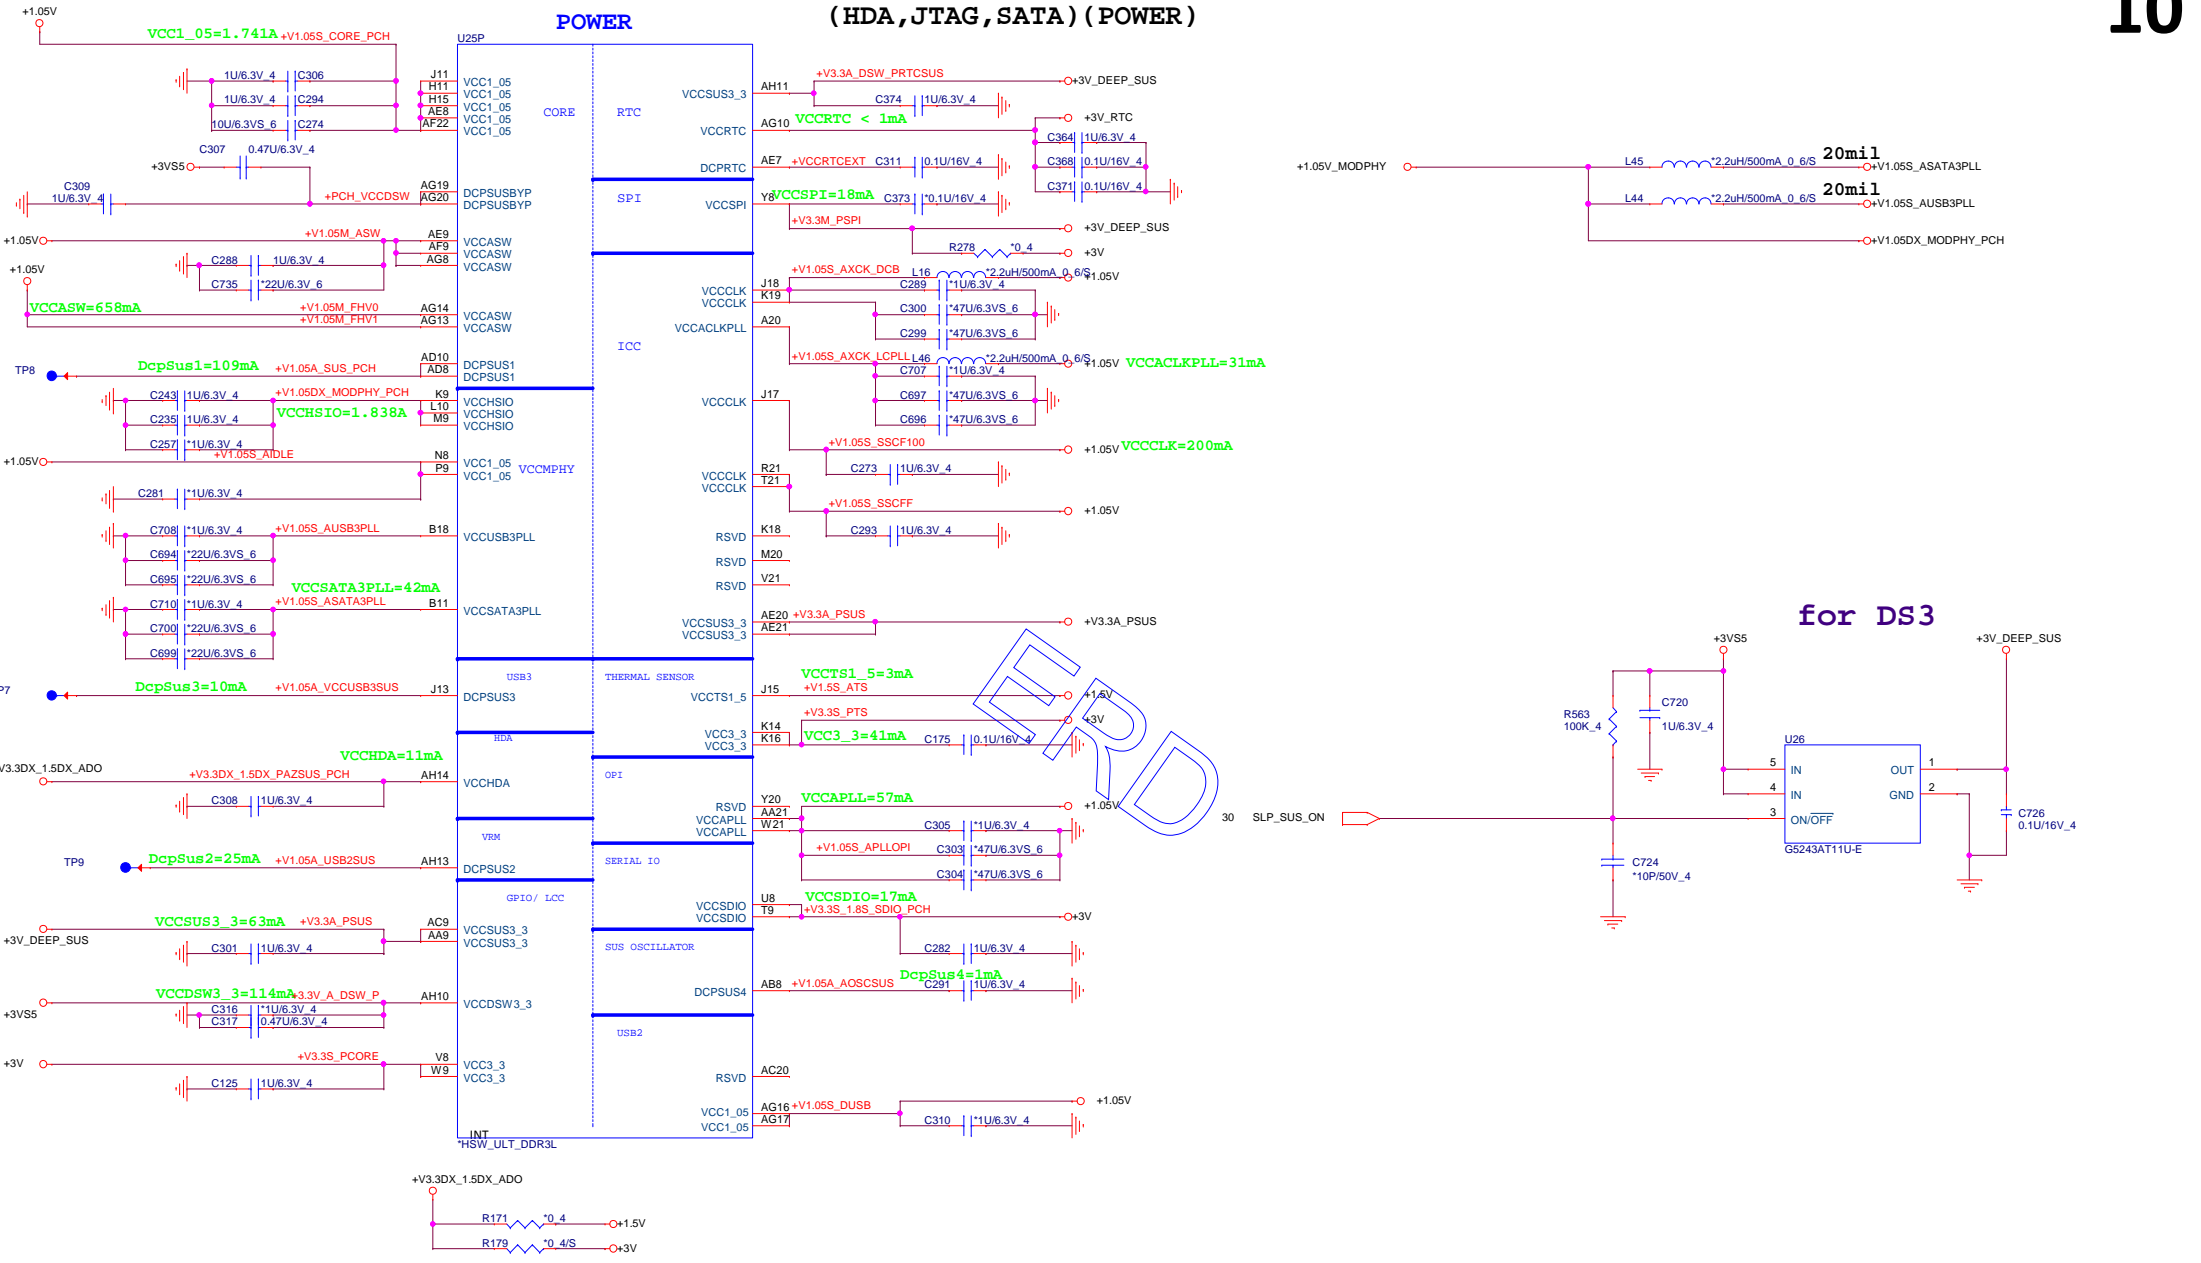 10
POWER
(HDA,JTAG,SATA)(POWER)
+1.05V
VCC1_05=1.741A
+V1.05S_CORE_PCH
1U/6.3V_4
C306
1U/6.3V_4
C294
10U/6.3VS_6
C274
C307
0.47U/6.3V_4
+3VS5
C309
1U/6.3V_4
+PCH_VCCDSW
+1.05V
+V1.05M_ASW
C288
1U/6.3V_4
+1.05V
C735
*22U/6.3V_6
VCCASW=658mA
+V1.05M_FHV0
+V1.05M_FHV1
TP8
DcpSus1=109mA
+V1.05A_SUS_PCH
C243
1U/6.3V_4
+V1.05DX_MODPHY_PCH
VCCHSIO=1.838A
C235
1U/6.3V_4
C257
*1U/6.3V_4
+1.05V
+V1.05S_AIDLE
C281
*1U/6.3V_4
C708
*1U/6.3V_4
+V1.05S_AUSB3PLL
C694
*22U/6.3VS_6
C695
*22U/6.3VS_6
VCCSATA3PLL=42mA
C710
*1U/6.3V_4
+V1.05S_ASATA3PLL
C700
*22U/6.3VS_6
C699
*22U/6.3VS_6
P7
DcpSus3=10mA
+V1.05A_VCCUSB3SUS
VCCHDA=11mA
V3.3DX_1.5DX_ADO
+V3.3DX_1.5DX_PAZSUS_PCH
C308
1U/6.3V_4
TP9
DcpSus2=25mA
+V1.05A_USB2SUS
VCCSUS3_3=63mA
+V3.3A_PSUS
+3V_DEEP_SUS
C301
1U/6.3V_4
VCCDSW3_3=114mA
+3.3V_A_DSW_P
+3VS5
C316
*1U/6.3V_4
C317
0.47U/6.3V_4
+3V
+V3.3S_PCORE
C125
1U/6.3V_4
U25P
J11
VCC1_05
H11
VCC1_05
H15
VCC1_05
AE8
VCC1_05
AF22
VCC1_05
CORE
AG19
DCPSUSBYP
AG20
DCPSUSBYP
AE9
VCCASW
AF9
VCCASW
AG8
VCCASW
AG14
VCCASW
AG13
VCCASW
AD10
DCPSUS1
AD8
DCPSUS1
K9
VCCHSIO
L10
VCCHSIO
M9
VCCHSIO
N8
VCC1_05
P9
VCC1_05
VCCMPHY
B18
VCCUSB3PLL
B11
VCCSATA3PLL
USB3
J13
DCPSUS3
HDA
AH14
VCCHDA
VRM
AH13
DCPSUS2
GPIO/ LCC
AC9
VCCSUS3_3
AA9
VCCSUS3_3
AH10
VCCDSW3_3
V8
VCC3_3
W9
VCC3_3
INT
*HSW_ULT_DDR3L
RTC
VCCSUS3_3
AH11
VCCRTC
AG10
DCPRTC
AE7
SPI
VCCSPI
Y8
ICC
VCCCLK
J18
VCCCLK
K19
VCCACLKPLL
A20
VCCCLK
J17
VCCCLK
R21
VCCCLK
T21
RSVD
K18
RSVD
M20
RSVD
V21
VCCSUS3_3
AE20
VCCSUS3_3
AE21
THERMAL SENSOR
VCCTS1_5
J15
VCC3_3
K14
VCC3_3
K16
OPI
RSVD
Y20
VCCAPLL
AA21
VCCAPLL
W21
SERIAL IO
VCCSDIO
U8
VCCSDIO
T9
SUS OSCILLATOR
DCPSUS4
AB8
USB2
RSVD
AC20
VCC1_05
AG16
VCC1_05
AG17
+V3.3A_DSW_PRTCSUS
+3V_DEEP_SUS
C374
1U/6.3V_4
VCCRTC < 1mA
+3V_RTC
C364
1U/6.3V_4
+VCCRTCEXT
C311
0.1U/16V_4
C368
0.1U/16V_4
C371
0.1U/16V_4
VCCSPI=18mA
C373
*0.1U/16V_4
+V3.3M_PSPI
+3V_DEEP_SUS
R278
*0_4
+3V
+V1.05S_AXCK_DCB
L16
*2.2uH/500mA_0_6/S
+1.05V
C289
*1U/6.3V_4
C300
*47U/6.3VS_6
C299
*47U/6.3VS_6
+V1.05S_AXCK_LCPLL
L46
*2.2uH/500mA_0_6/S
+1.05V
VCCACLKPLL=31mA
C707
*1U/6.3V_4
C697
*47U/6.3VS_6
C696
*47U/6.3VS_6
+V1.05S_SSCF100
+1.05V
VCCCLK=200mA
C273
1U/6.3V_4
+V1.05S_SSCFF
+1.05V
C293
1U/6.3V_4
+V3.3A_PSUS
+V3.3A_PSUS
VCCTS1_5=3mA
+V1.5S_ATS
+1.5V
+V3.3S_PTS
+3V
VCC3_3=41mA
C175
0.1U/16V_4
ERD
VCCAPLL=57mA
+1.05V
C305
*1U/6.3V_4
+V1.05S_APLLOPI
C303
*47U/6.3VS_6
C304
*47U/6.3VS_6
VCCSDIO=17mA
+V3.3S_1.8S_SDIO_PCH
+3V
C282
1U/6.3V_4
DcpSus4=1mA
+V1.05A_AOSCSUS
C291
1U/6.3V_4
+V1.05S_DUSB
+1.05V
C310
*1U/6.3V_4
+1.05V_MODPHY
L45
*2.2uH/500mA_0_6/S
20mil
+V1.05S_ASATA3PLL
L44
*2.2uH/500mA_0_6/S
20mil
+V1.05S_AUSB3PLL
+V1.05DX_MODPHY_PCH
for DS3
+3VS5
+3V_DEEP_SUS
R563
100K_4
C720
1U/6.3V_4
U26
5
IN
OUT
1
4
IN
GND
2
3
ON/OFF
G5243AT11U-E
C726
0.1U/16V_4
30
SLP_SUS_ON
C724
*10P/50V_4
+V3.3DX_1.5DX_ADO
R171
*0_4
+1.5V
R179
*0_4/S
+3V